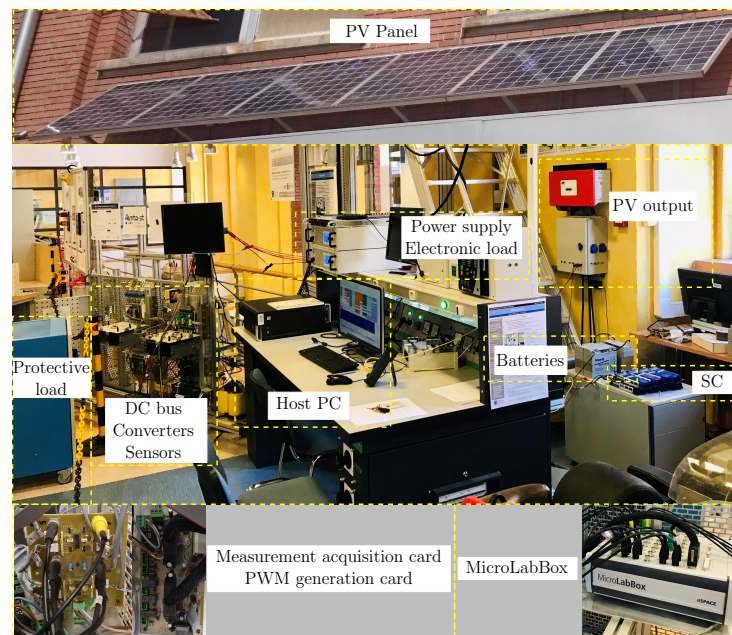 PV Panel
PV output
Power supply
Electronic load
Batteries
Protective
load
SC
Host PC
DC bus
Converters
Sensors
Measurement acquisition card
PWM generation card
MicroLabBox
MicroLabBox
dSPACE